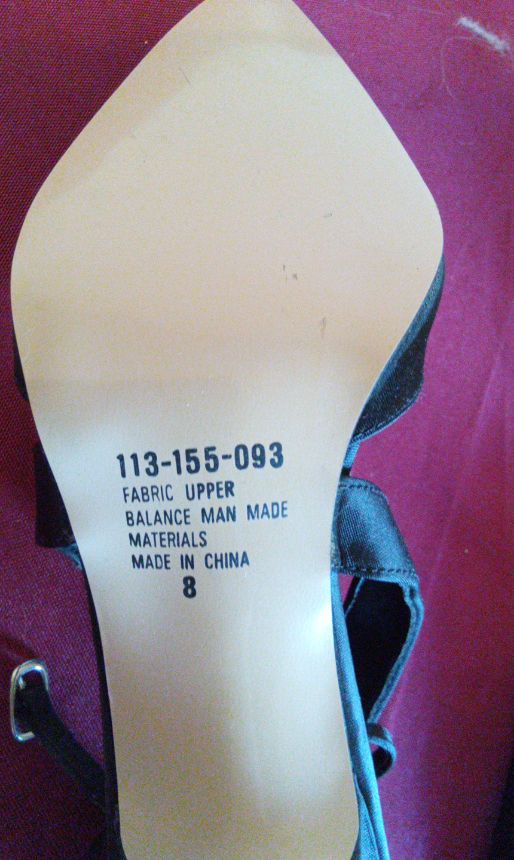 113-155-093
FABRIC UPPER
BALANCE MAN MADE
MATERIALS
MADE IN CHINA
8